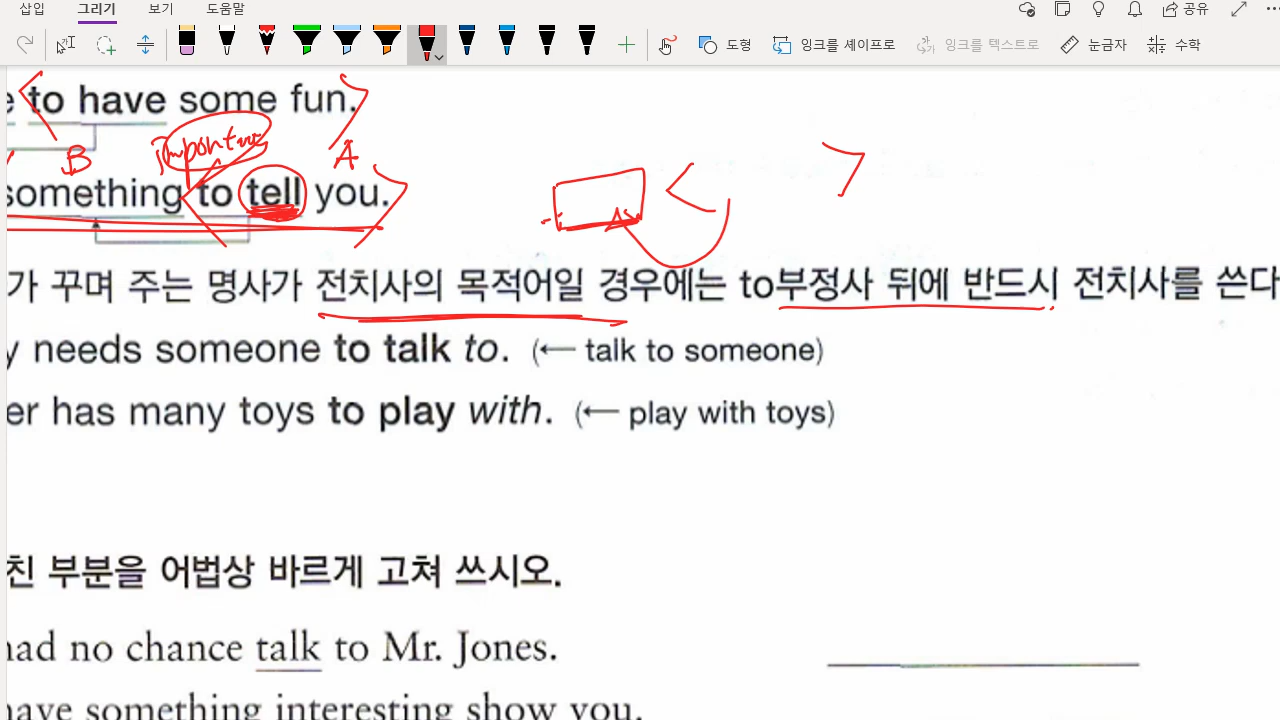 삽입 그리기 보기 도움말 공유
도형 잉크를 셰이프로 잉크를 텍스트로 눈금자 수학
e to have some fun.
B A
something to tell you.
가 꾸며 주는 명사가 전치사의 목적어일 경우에는 to부정사 뒤에 반드시 전치사를 쓴다
y needs someone to talk to. (← talk to someone)
er has many toys to play with. (← play with toys)
친 부분을 어법상 바르게 고쳐 쓰시오.
had no chance talk to Mr. Jones.
have something interesting show you.